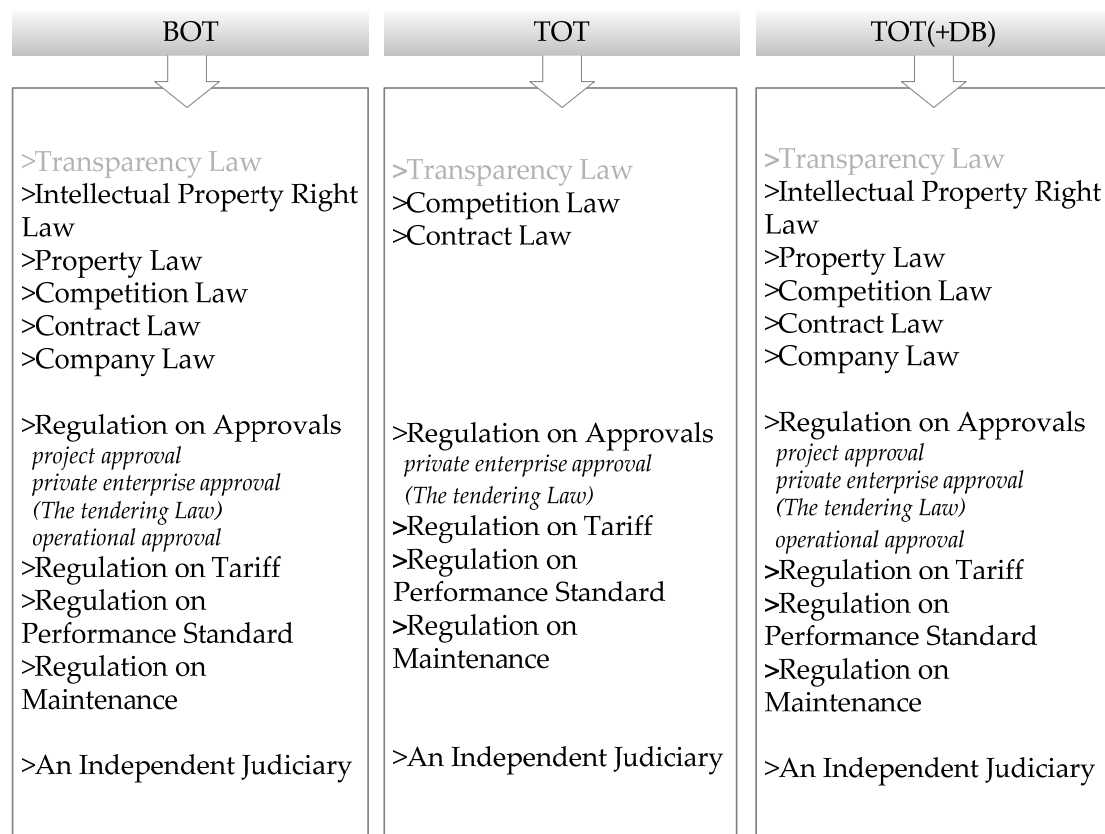 BOT
>Transparency Law
>Intellectual Property Right
Law
>Property Law
>Competition Law
>Contract Law
>Company Law
>Regulation on Approvals
project approval
private enterprise approval
(The tendering Law)
operational approval
>Regulation on Tariff
>Regulation on
Performance Standard
>Regulation on
Maintenance
>An Independent Judiciary
TOT
>Transparency Law
>Competition Law
>Contract Law
>Regulation on Approvals
private enterprise approval
(The tendering Law)
>Regulation on Tariff
>Regulation on
Performance Standard
>Regulation on
Maintenance
>An Independent Judiciary
TOT(+DB)
>Transparency Law
>Intellectual Property Right
Law
>Property Law
>Competition Law
>Contract Law
>Company Law
>Regulation on Approvals
project approval
private enterprise approval
(The tendering Law)
operational approval
>Regulation on Tariff
>Regulation on
Performance Standard
>Regulation on
Maintenance
>An Independent Judiciary